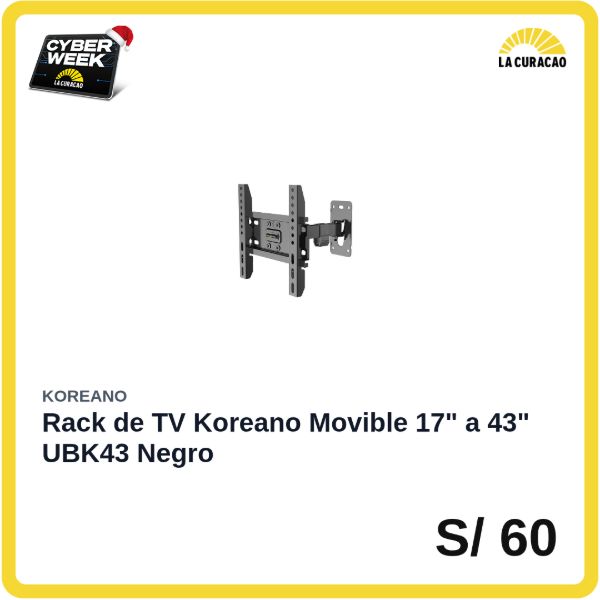 CYBER
WEEK
LA CURACAO
LA CURACAO
KOREANO
Rack de TV Koreano Movible 17" a 43"
UBK43 Negro
S/ 60